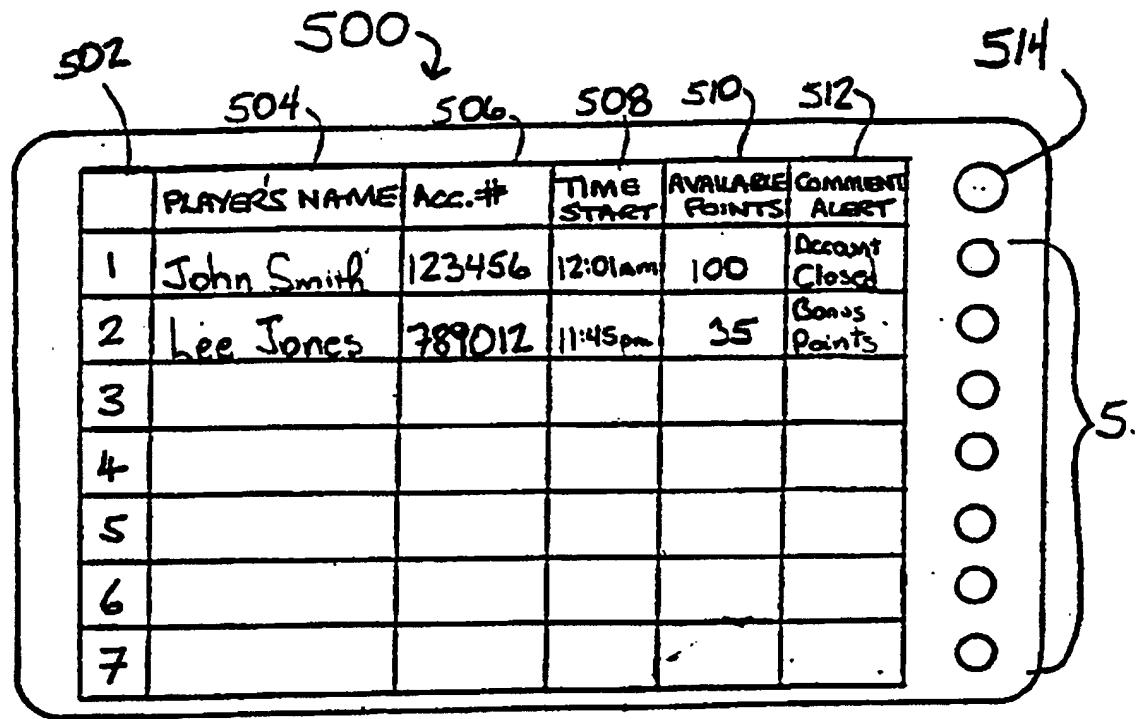 500
502
504
506
508
510
512
514
PLAYER'S NAME
Acc.#
TIME
START
AVAILABLE
POINTS
COMMENT
ALERT
1
John Smith
123456
12:01am
100
Account
Closed
2
Lee Jones
789012
11:45pm
35
Bonus
Points
3
4
5
6
7
5.